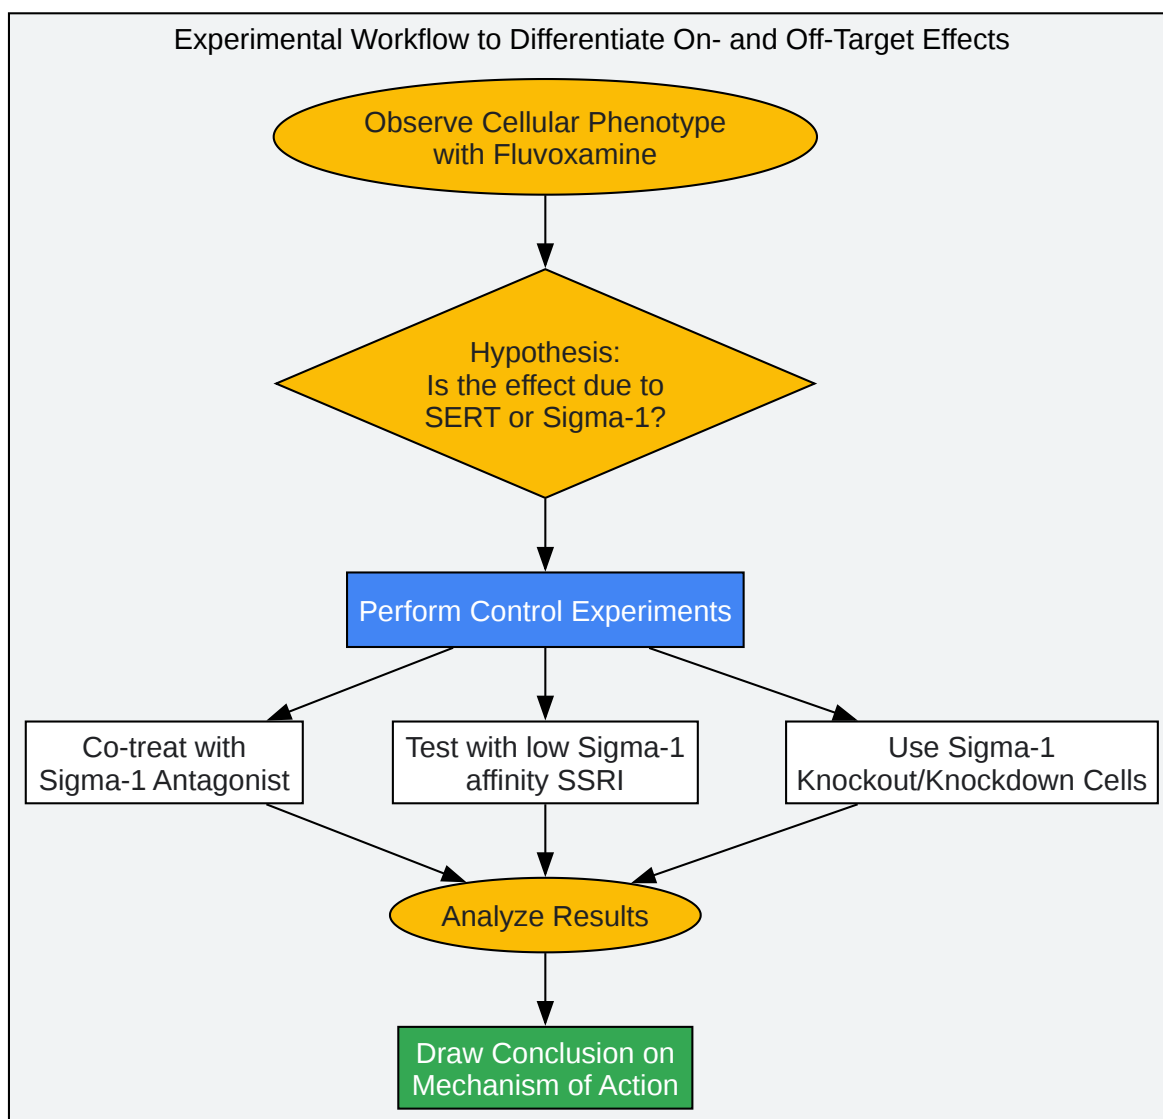 Experimental Workflow to Differentiate On- and Off-Target Effects
Observe Cellular Phenotype
with Fluvoxamine
Hypothesis:
Is the effect due to
SERT or Sigma-1?
Perform Control Experiments
Co-treat with
Sigma-1 Antagonist
Test with low Sigma-1
affinity SSRI
Use Sigma-1
Knockout/Knockdown Cells
Analyze Results
Draw Conclusion on
Mechanism of Action